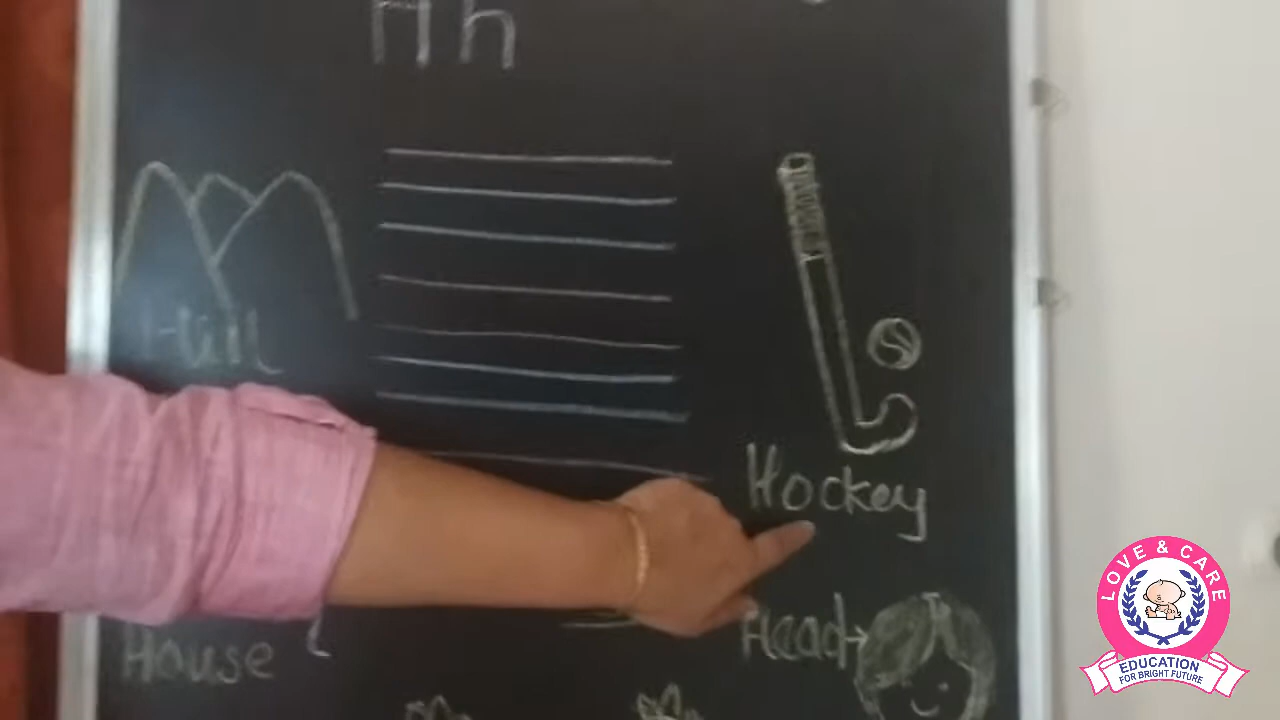 Hh
Hill
Hockey
Head
House
LOVE & CARE
EDUCATION
FOR BRIGHT FUTURE